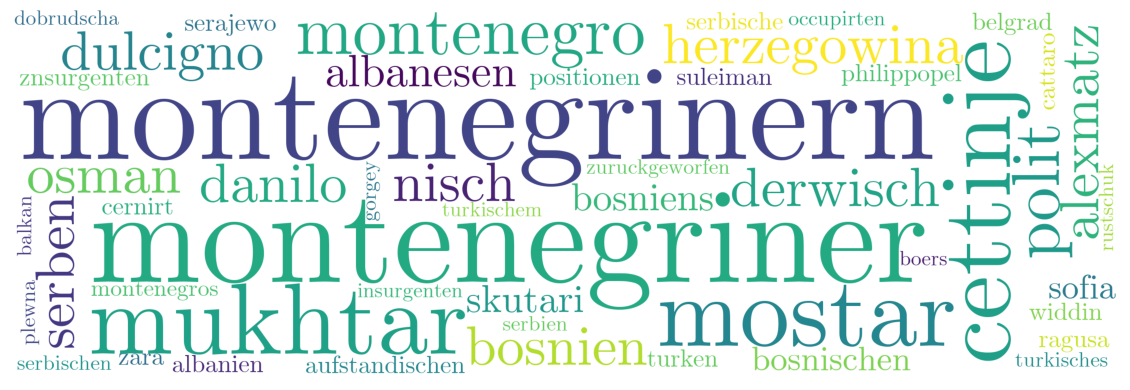 dobrudscha
serajewo
montenegro
serbische
occupirten
belgrad
dulcigno
herzegowina
cattaro
alexmatz
znsurgenten
albanesen
positionen
suleiman
philippopel
montenegrinern
cettinje
polit
osman
danilo
gorgey
nisch
zuruckgeworfen
bosniens
derwisch
rustschuk
balkan
cernirt
turkischem
serben
montenegriner
boers
plewna
montenegros
mukhtar
insurgenten
skutari
serbien
mostar
sofia
widdin
serbischen
zara
albanien
aufstandischen
bosnien
turken
bosnischen
ragusa
turkisches